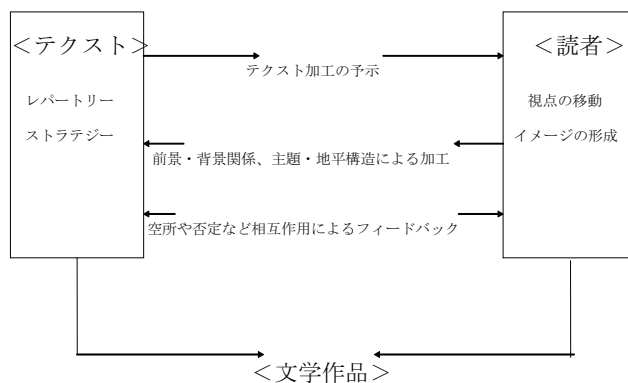 ＜テクスト＞
＜読者＞
テクスト加工の予示
レパートリー
視点の移動
ストラテジー
イメージの形成
前景・背景関係、主題・地平構造による加工
空所や否定など相互作用によるフィードバック
＜文学作品＞